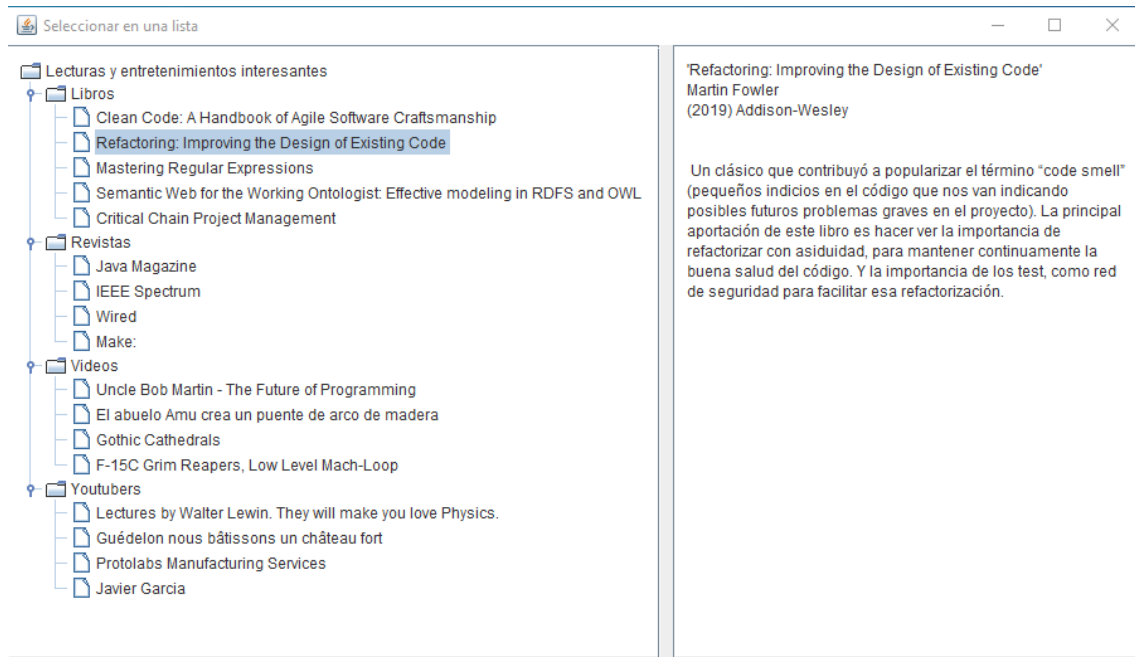 Seleccionar en una lista
Lecturas y entretenimientos interesantes
Libros
Clean Code: A Handbook of Agile Software Craftsmanship
Refactoring: Improving the Design of Existing Code
Mastering Regular Expressions
Semantic Web for the Working Ontologist: Effective modeling in RDFS and OWL
Critical Chain Project Management
Revistas
Java Magazine
IEEE Spectrum
Wired
Make:
Videos
Uncle Bob Martin - The Future of Programming
El abuelo Amu crea un puente de arco de madera
Gothic Cathedrals
F-15C Grim Reapers, Low Level Mach-Loop
Youtubers
Lectures by Walter Lewin. They will make you love Physics.
Guédelon nous bâtissons un château fort
Protolabs Manufacturing Services
Javier Garcia
'Refactoring: Improving the Design of Existing Code'
Martin Fowler
(2019) Addison-Wesley
Un clásico que contribuyó a popularizar el término “code smell”
(pequeños indicios en el código que nos van indicando
posibles futuros problemas graves en el proyecto). La principal
aportación de este libro es hacer ver la importancia de
refactorizar con asiduidad, para mantener continuamente la
buena salud del código. Y la importancia de los test, como red
de seguridad para facilitar esa refactorización.